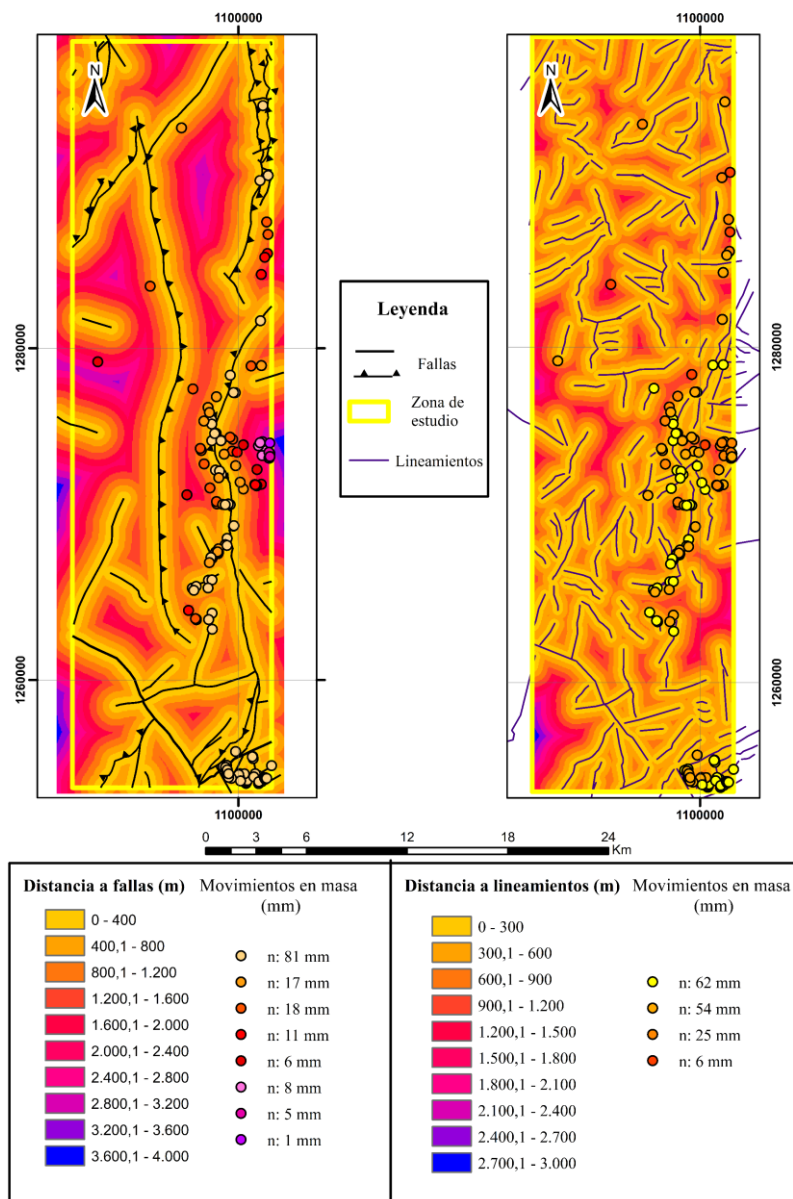 1100000
1100000
N
N
1280000
1280000
1260000
1260000
Leyenda
Fallas
Zona de
estudio
Lineamientos
1100000
1100000
0 3 6 12 18 24
Km
Distancia a fallas (m)
0 - 400
400,1 - 800
800,1 - 1.200
1.200,1 - 1.600
1.600,1 - 2.000
2.000,1 - 2.400
2.400,1 - 2.800
2.800,1 - 3.200
3.200,1 - 3.600
3.600,1 - 4.000
Movimientos en masa
(mm)
n: 81 mm
n: 17 mm
n: 18 mm
n: 11 mm
n: 6 mm
n: 8 mm
n: 5 mm
n: 1 mm
Distancia a lineamientos (m)
0 - 300
300,1 - 600
600,1 - 900
900,1 - 1.200
1.200,1 - 1.500
1.500,1 - 1.800
1.800,1 - 2.100
2.100,1 - 2.400
2.400,1 - 2.700
2.700,1 - 3.000
Movimientos en masa
(mm)
n: 62 mm
n: 54 mm
n: 25 mm
n: 6 mm